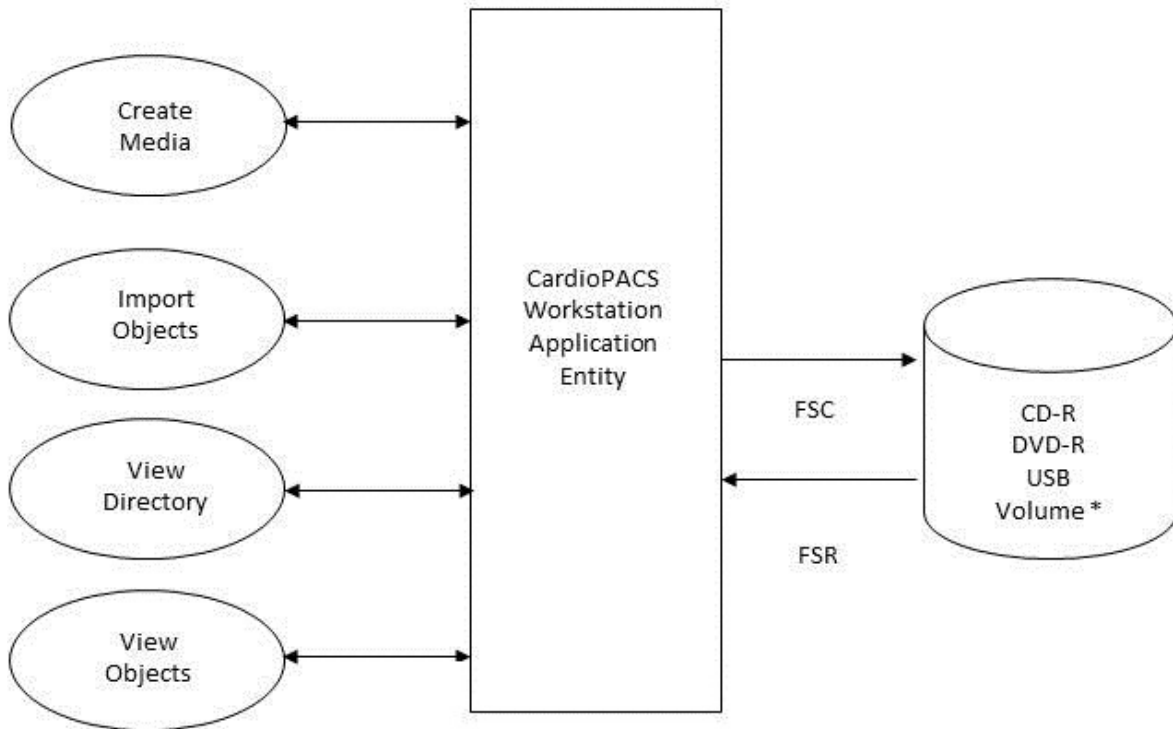 Create
Media
Import
Objects
View
Directory
View
Objects
CardioPACS
Workstation
Application
Entity
FSC
FSR
CD-R
DVD-R
USB
Volume *